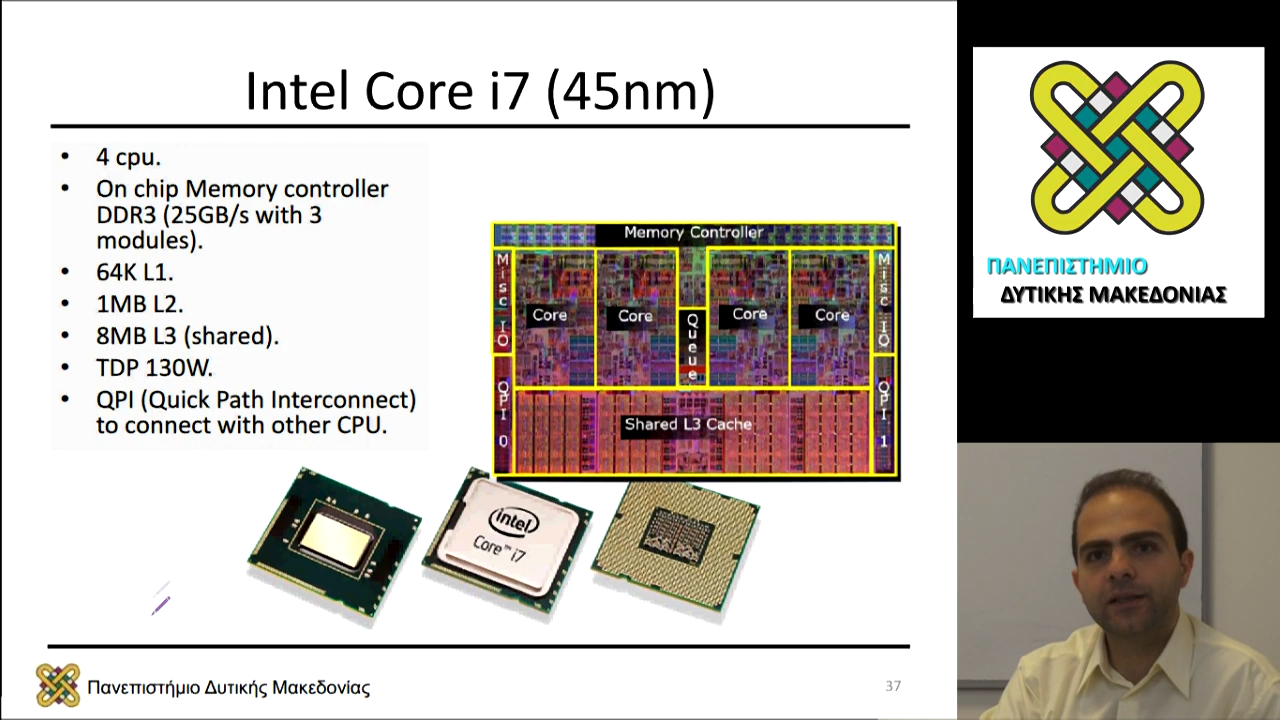 Intel Core i7 (45nm)
• 4 cpu.
• On chip Memory controller
DDR3 (25GB/s with 3
modules).
• 64K L1.
• 1MB L2.
• 8MB L3 (shared).
• TDP 130W.
• QPI (Quick Path Interconnect)
to connect with other CPU.
Memory Controller
Misc IO
Core
Core
Queue
Core
Core
Misc IO
QPI 0
Shared L3 Cache
QPI 1
intel
Core™ i7
Πανεπιστήμιο Δυτικής Μακεδονίας
37
ΠΑΝΕΠΙΣΤΗΜΙΟ
ΔΥΤΙΚΗΣ ΜΑΚΕΔΟΝΙΑΣ